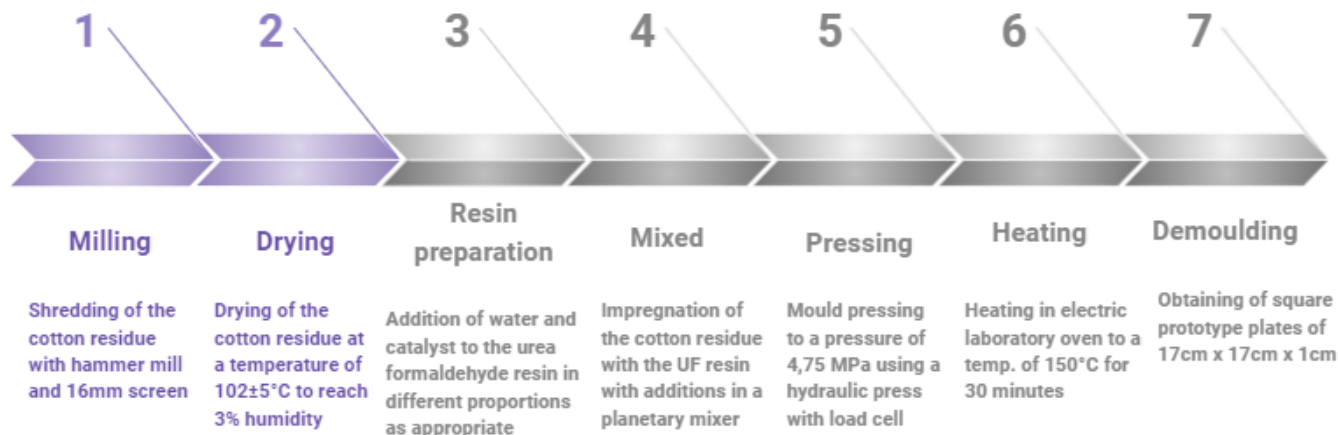 1
2
3
4
5
6
7
Milling
Drying
Resin
preparation
Mixed
Pressing
Heating
Demoulding
Shredding of the
cotton residue
with hammer mill
and 16mm screen
Drying of the
cotton residue at
a temperature of
102±5°C to reach
3% humidity
Addition of water and
catalyst to the urea
formaldehyde resin in
different proportions
as appropriate
Impregnation of
the cotton residue
with the UF resin
with additions in a
planetary mixer
Mould pressing
to a pressure of
4,75 MPa using a
hydraulic press
with load cell
Heating in electric
laboratory oven to a
temp. of 150°C for
30 minutes
Obtaining of square
prototype plates of
17cm x 17cm x 1cm